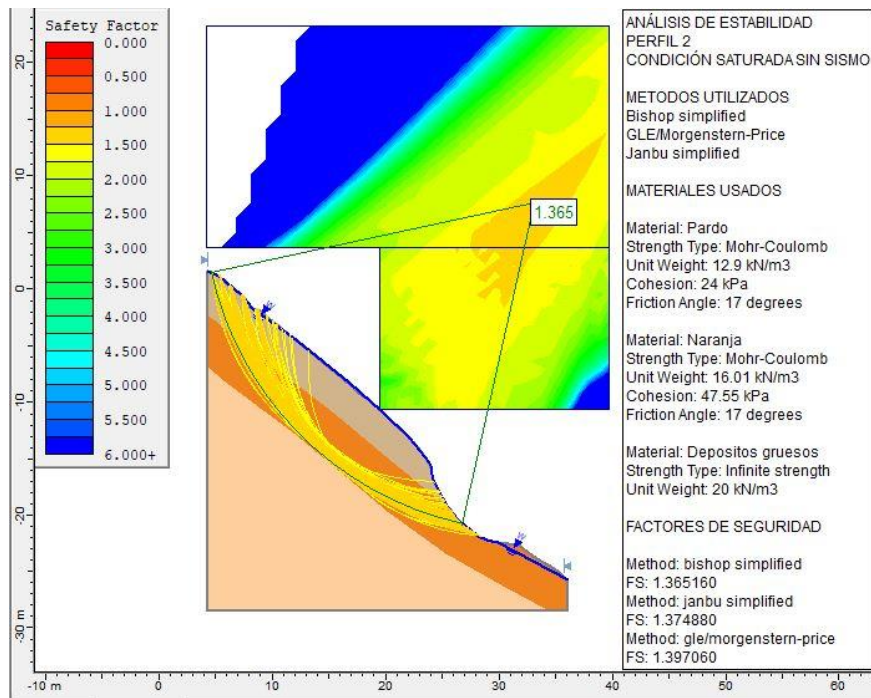 Safety Factor
0.000
0.500
1.000
1.500
2.000
2.500
3.000
3.500
4.000
4.500
5.000
5.500
6.000+
20
10
0
-10
-20
-30 m
-10 m
0
10
20
30
40
50
60
1.365
W
W
ANÁLISIS DE ESTABILIDAD
PERFIL 2
CONDICIÓN SATURADA SIN SISMO
METODOS UTILIZADOS
Bishop simplified
GLE/Morgenstern-Price
Janbu simplified
MATERIALES USADOS
Material: Pardo
Strength Type: Mohr-Coulomb
Unit Weight: 12.9 kN/m3
Cohesion: 24 kPa
Friction Angle: 17 degrees
Material: Naranja
Strength Type: Mohr-Coulomb
Unit Weight: 16.01 kN/m3
Cohesion: 47.55 kPa
Friction Angle: 17 degrees
Material: Depositos gruesos
Strength Type: Infinite strength
Unit Weight: 20 kN/m3
FACTORES DE SEGURIDAD
Method: bishop simplified
FS: 1.365160
Method: janbu simplified
FS: 1.374880
Method: gle/morgenstern-price
FS: 1.397060